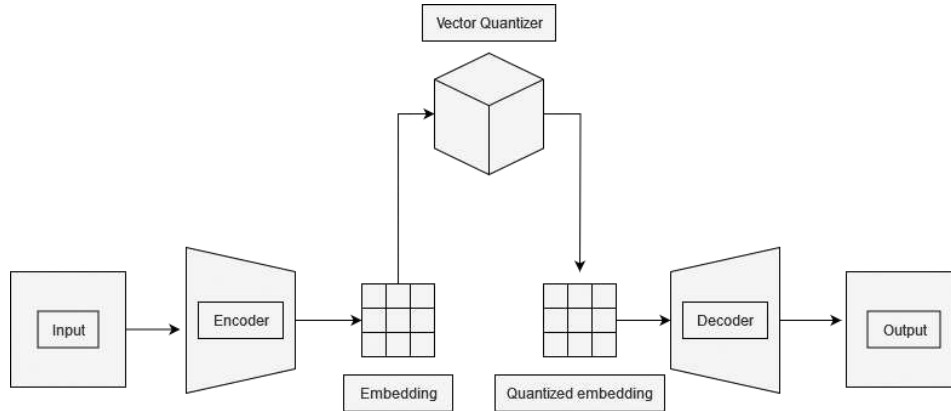 Vector Quantizer
Input
Encoder
Embedding
Quantized embedding
Decoder
Output